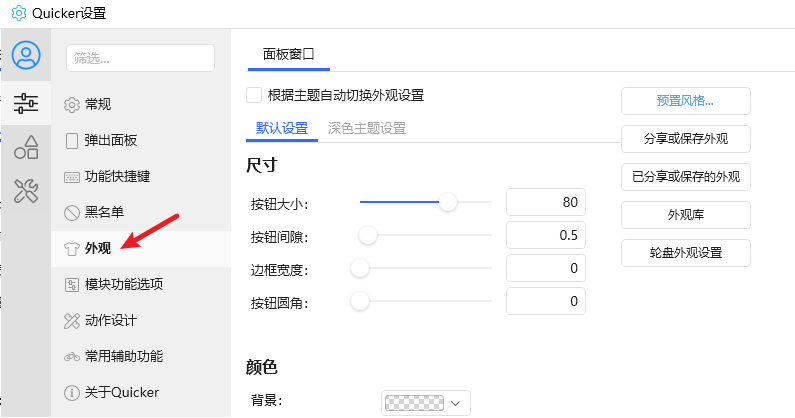 Quicker设置
筛选...
常规
弹出面板
功能快捷键
黑名单
外观
模块功能选项
动作设计
常用辅助功能
关于Quicker
面板窗口
根据主题自动切换外观设置
默认设置 深色主题设置
尺寸
按钮大小: 80
按钮间隙: 0.5
边框宽度: 0
按钮圆角: 0
颜色
背景:
预置风格...
分享或保存外观
已分享或保存的外观
外观库
轮盘外观设置